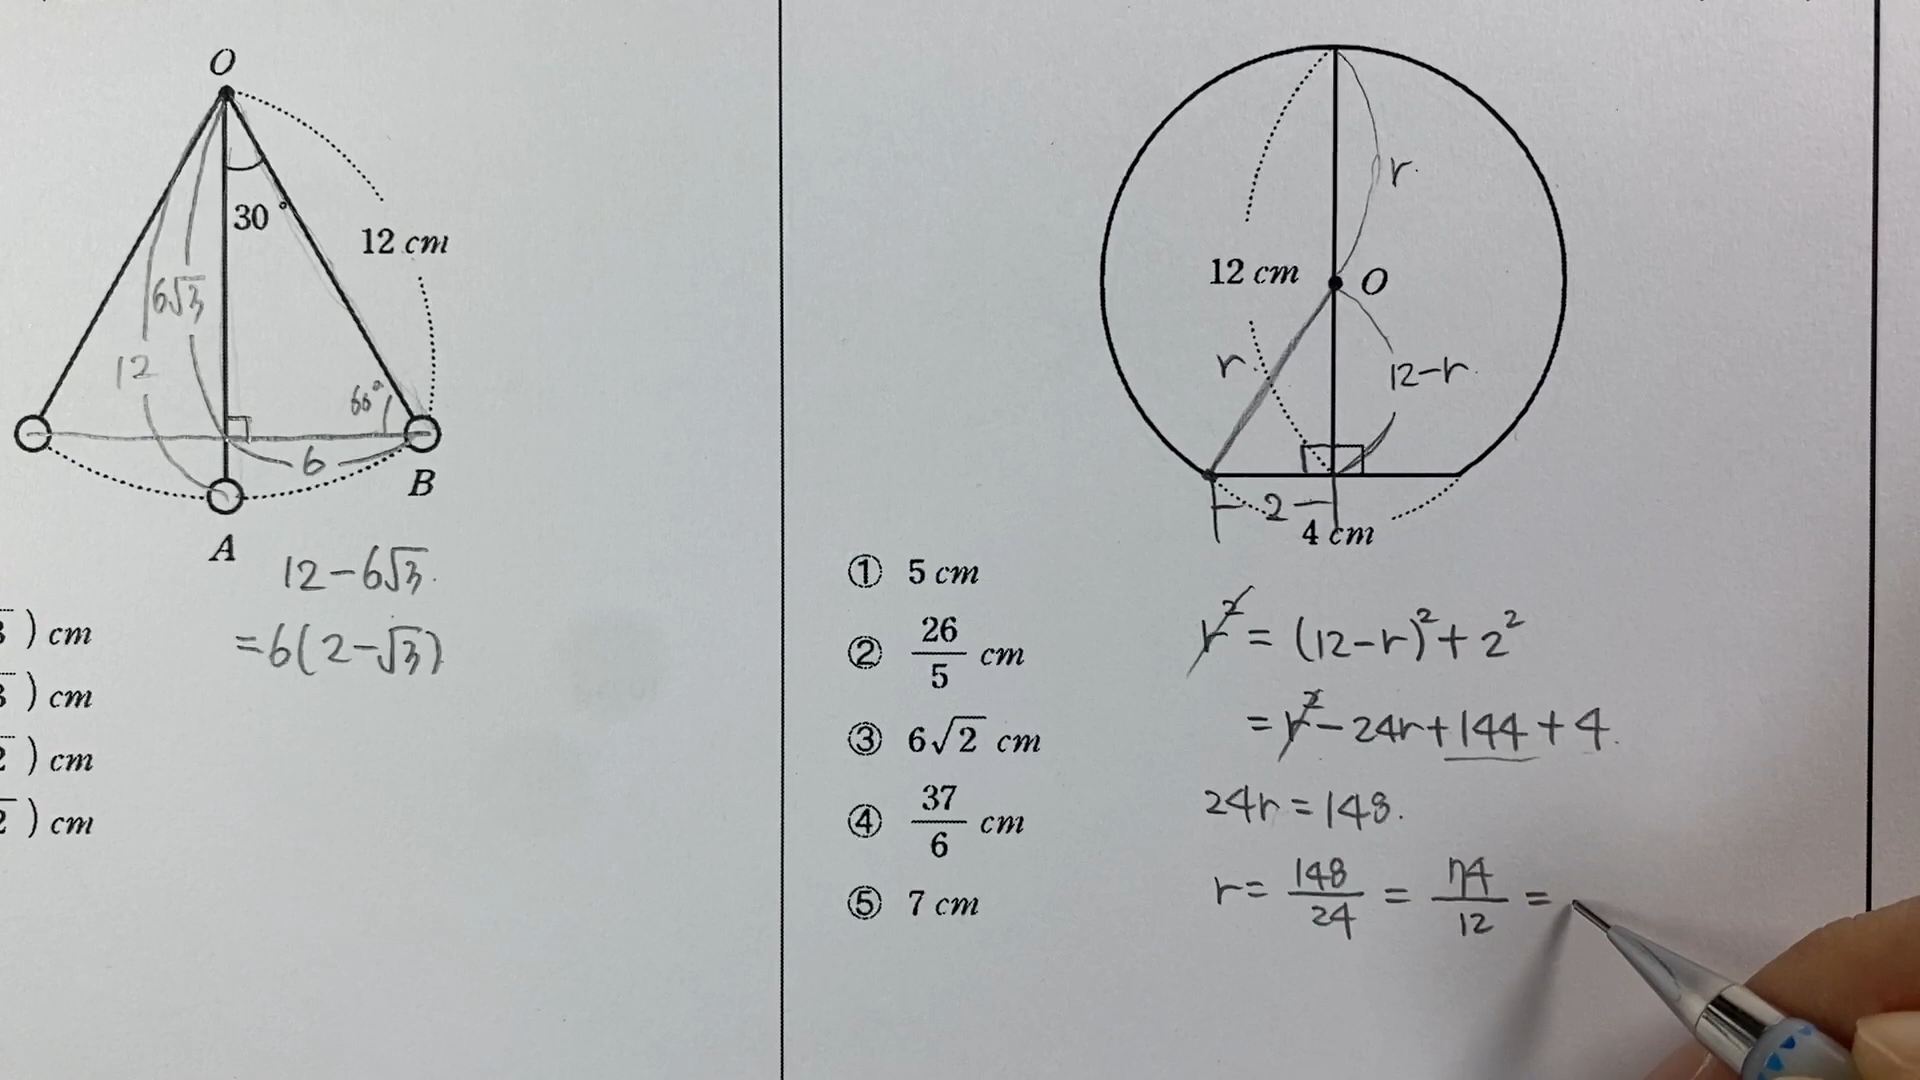 O
30°
12 cm
6√3
12
60°
6
B
A
12-6√3.
=6(2-√3)
) cm
) cm
) cm
) cm
r.
12 cm
O
r.
12-r.
2
4 cm
① 5 cm
② 26/5 cm
③ 6√2 cm
④ 37/6 cm
⑤ 7 cm
r² = (12-r)² + 2²
= r² - 24r + 144 + 4.
24r = 148.
r = 148/24 = 74/12 =